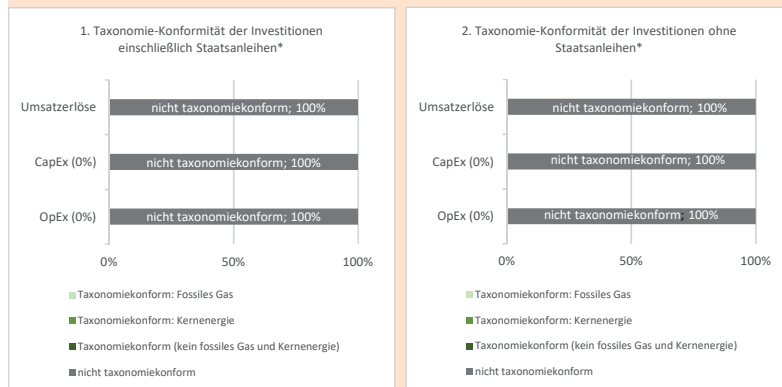 1. Taxonomie-Konformität der Investitionen
einschließlich Staatsanleihen*
Umsatzerlöse
nicht taxonomiekonform; 100%
CapEx (0%)
nicht taxonomiekonform; 100%
OpEx (0%)
nicht taxonomiekonform; 100%
0%
50%
100%
Taxonomiekonform: Fossiles Gas
Taxonomiekonform: Kernenergie
Taxonomiekonform (kein fossiles Gas und Kernenergie)
nicht taxonomiekonform
2. Taxonomie-Konformität der Investitionen ohne
Staatsanleihen*
Umsatzerlöse
nicht taxonomiekonform; 100%
CapEx (0%)
nicht taxonomiekonform; 100%
OpEx (0%)
nicht taxonomiekonform; 100%
0%
50%
100%
Taxonomiekonform: Fossiles Gas
Taxonomiekonform: Kernenergie
Taxonomiekonform (kein fossiles Gas und Kernenergie)
nicht taxonomiekonform